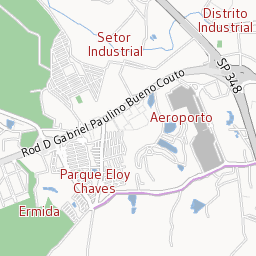 Distrito
Industrial
Setor
Industrial
SP 348
Rod D Gabriel Paulino Bueno Couto
Aeroporto
Parque Eloy
Chaves
Ermida